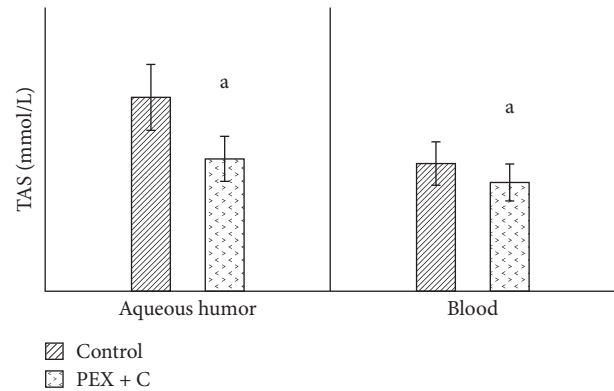 a
a
TAS (mmol/L)
Aqueous humor
Blood
Control
PEX + C